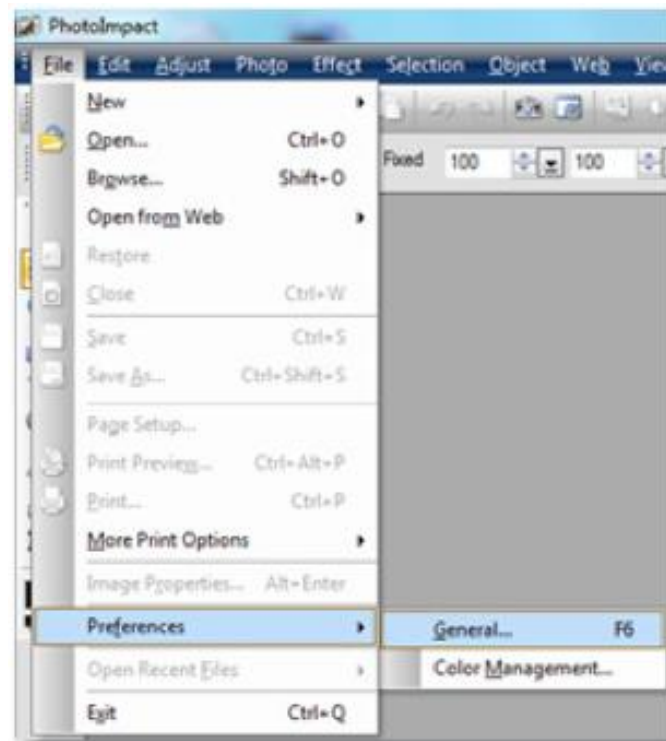 PhotoImpact
File Edit Adjust Photo Effect Selection Object Web View
New
Open... Ctrl+O
Browse... Shift+O
Fixed 100 100
Open from Web
Restore
Close Ctrl+W
Save Ctrl+S
Save As... Ctrl+Shift+S
Page Setup...
Print Preview... Ctrl+Alt+P
Print... Ctrl+P
More Print Options
Image Properties... Alt+Enter
Preferences
General... F6
Open Recent Files
Color Management...
Exit Ctrl+Q